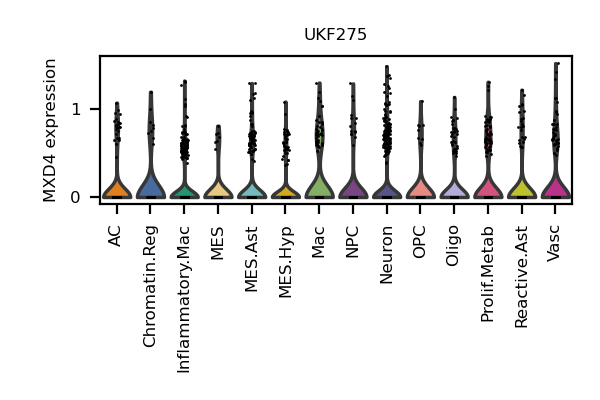 UKF275
MXD4 expression
1
0
AC
Chromatin.Reg
Inflammatory.Mac
MES
MES.Ast
MES.Hyp
Mac
NPC
Neuron
OPC
Oligo
Prolif.Metab
Reactive.Ast
Vasc